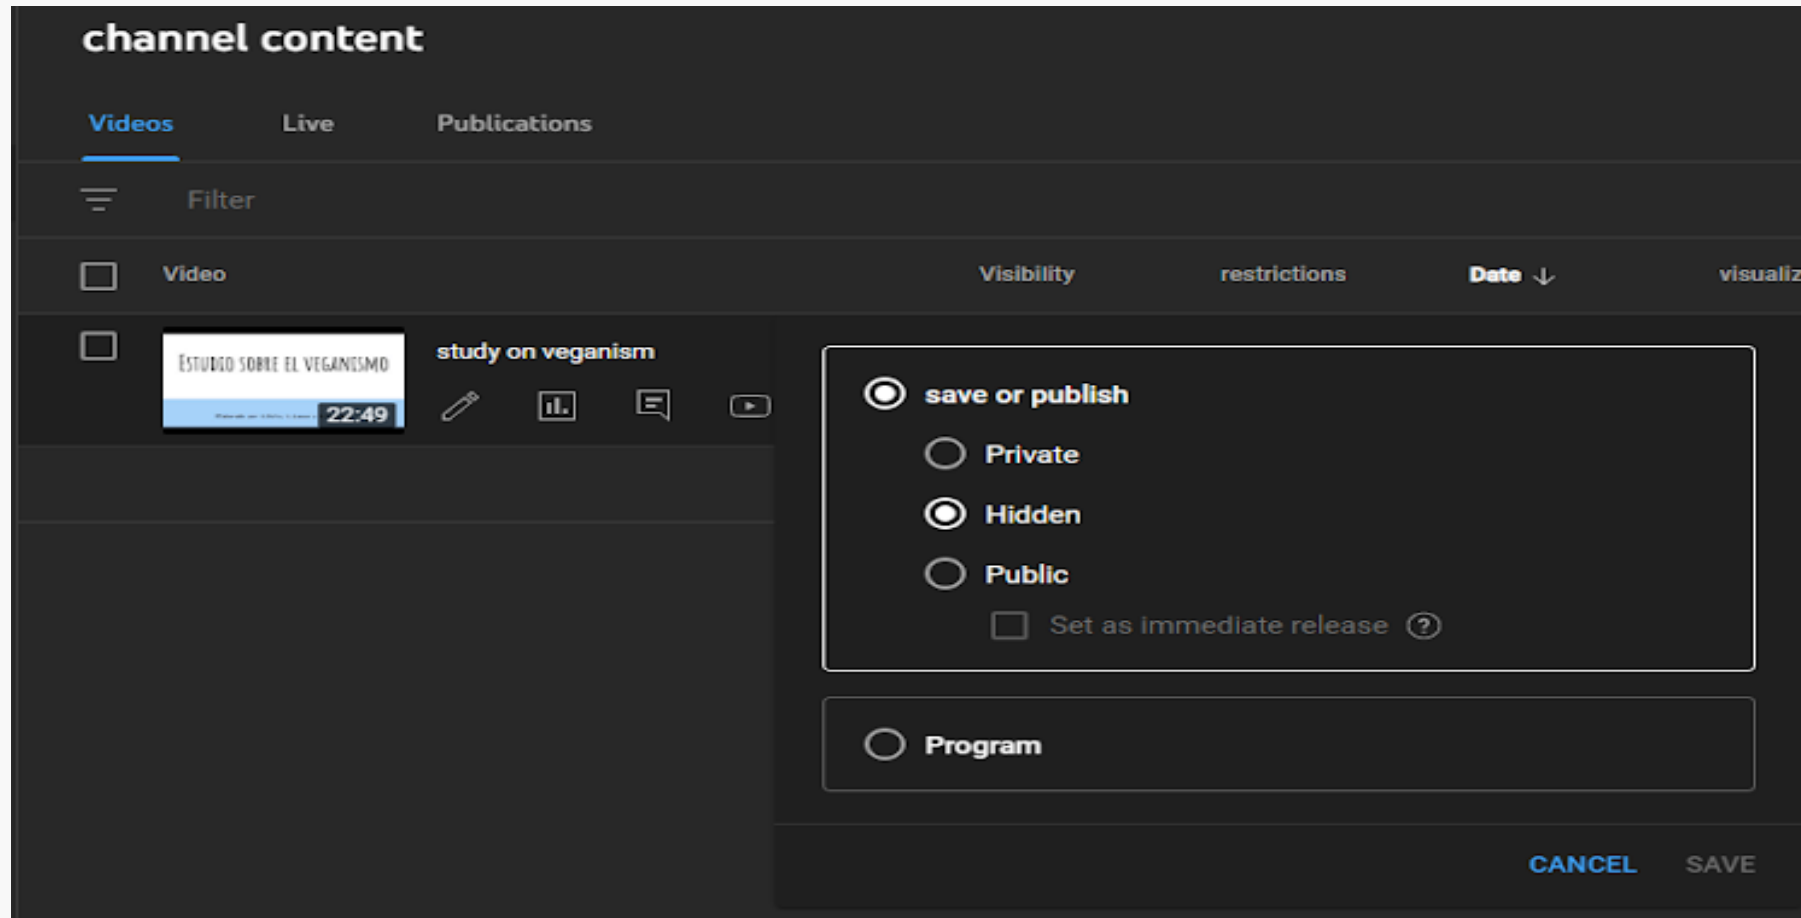 channel content
Videos Live Publications
Filter
Video Visibility restrictions Date visualiz
ESTUDIO SOBRE EL VEGANISMO
22:49
study on veganism
save or publish
Private
Hidden
Public
Set as immediate release ?
Program
CANCEL SAVE